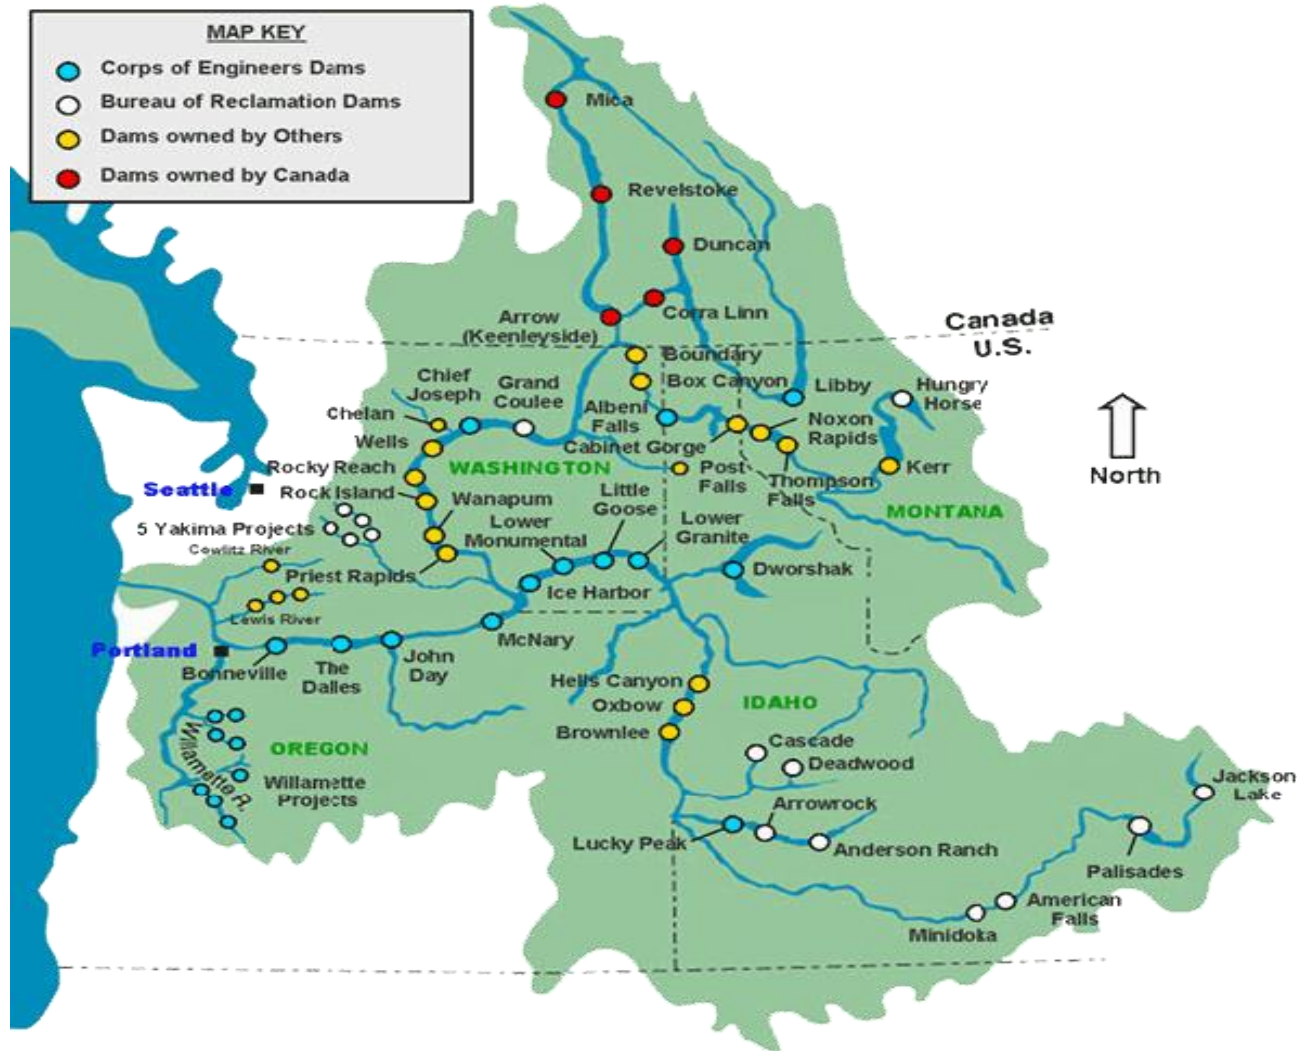 MAP KEY
Corps of Engineers Dams
Bureau of Reclamation Dams
Dams owned by Others
Dams owned by Canada
Mica
Revelstoke
Duncan
Corra Linn
Arrow
(Keenleyside)
Canada
U.S.
Boundary
Box Canyon
Libby
Hungry
Horse
Chief
Joseph
Grand
Coulee
Albeni
Falls
Chelan
Noxon
Rapids
Wells
Cabinet Gorge
Kerr
North
Rocky Reach
WASHINGTON
Post
Falls
Thompson
Falls
Seattle
Rock Island
Wanapum
Little
Goose
MONTANA
5 Yakima Projects
Lower
Monumental
Lower
Granite
Cowlitz River
Priest Rapids
Dworshak
Ice Harbor
Lewis River
McNary
Portland
Bonneville
The
Dalles
John
Day
Hells Canyon
Oxbow
Brownlee
IDAHO
Cascade
Deadwood
OREGON
Willamette R.
Willamette
Projects
Jackson
Lake
Arrowrock
Lucky Peak
Anderson Ranch
Palisades
American
Falls
Minidoka